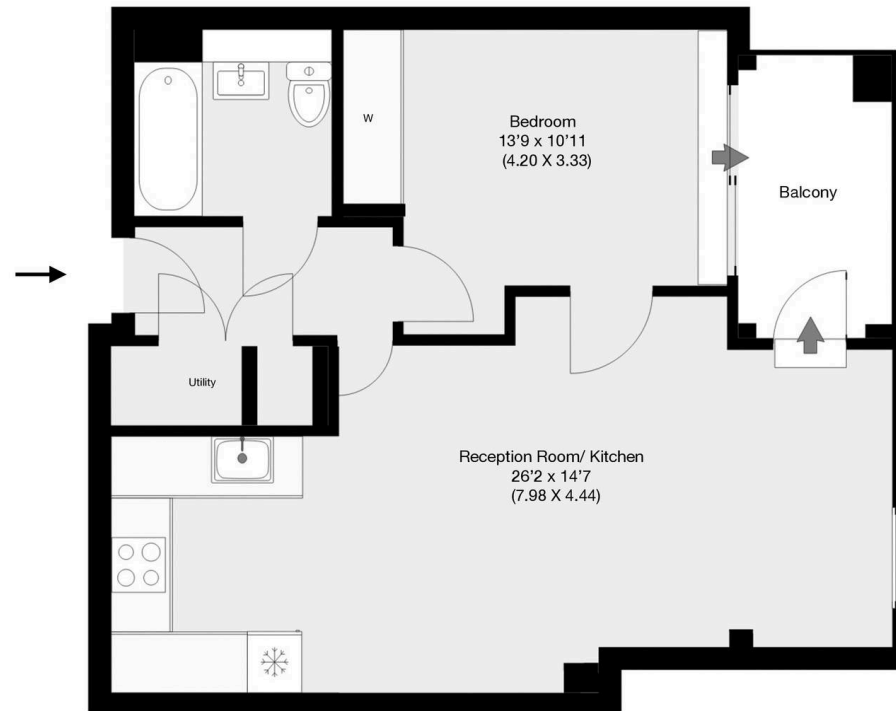 Bedroom
13’9 x 10’11
(4.20 X 3.33)
W
Balcony
Utility
Reception Room/ Kitchen
26’2 x 14’7
(7.98 X 4.44)